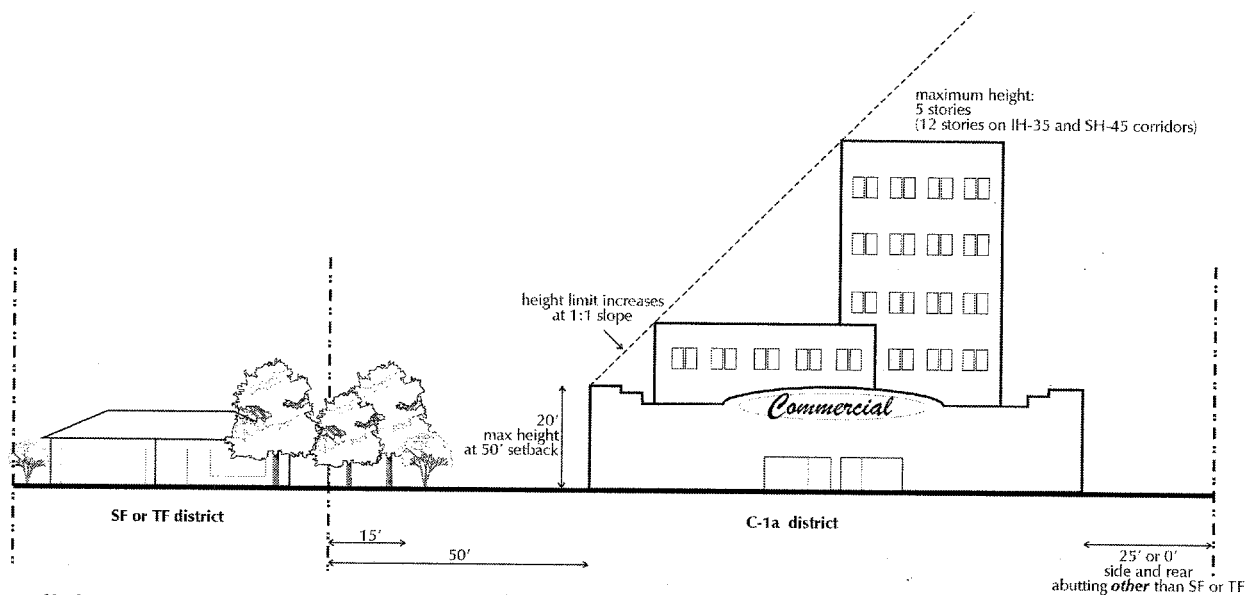 maximum height:
5 stories
(12 stories on IH-35 and SH-45 corridors)
height limit increases
at 1:1 slope
20'
max height
at 50' setback
Commercial
SF or TF district
C-1a district
15'
50'
25' or 0'
side and rear
abutting other than SF or TF